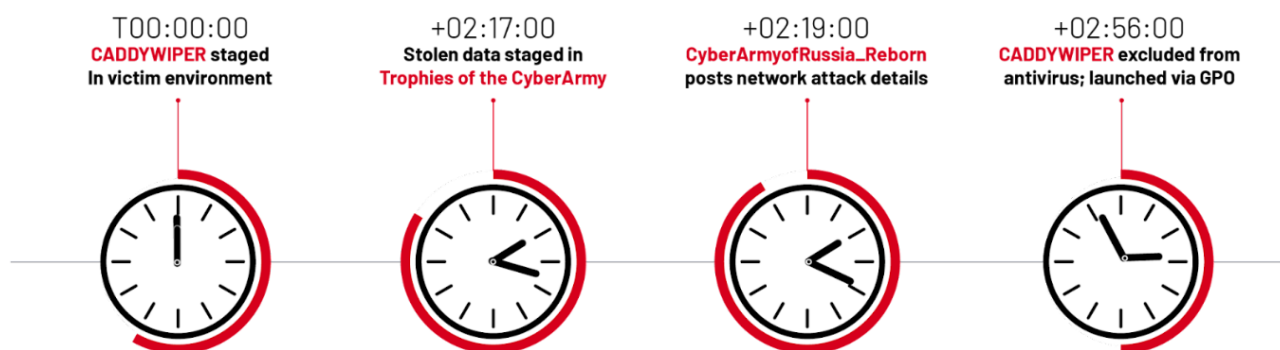 T00:00:00
CADDYWIPER staged
In victim environment
+02:17:00
Stolen data staged in
Trophies of the CyberArmy
+02:19:00
CyberArmyofRussia_Reborn
posts network attack details
+02:56:00
CADDYWIPER excluded from
antivirus; launched via GPO